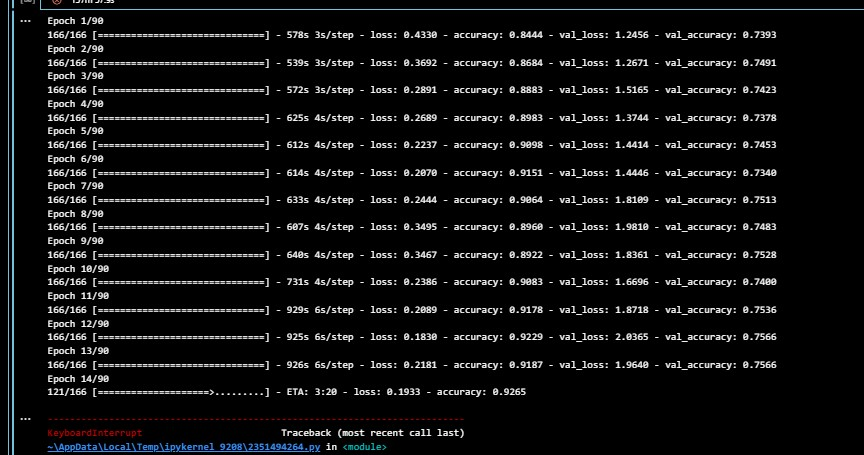 Epoch 1/90
166/166 [==============================] - 578s 3s/step - loss: 0.4330 - accuracy: 0.8444 - val_loss: 1.2456 - val_accuracy: 0.7393
Epoch 2/90
166/166 [==============================] - 539s 3s/step - loss: 0.3692 - accuracy: 0.8684 - val_loss: 1.2671 - val_accuracy: 0.7491
Epoch 3/90
166/166 [==============================] - 572s 3s/step - loss: 0.2891 - accuracy: 0.8883 - val_loss: 1.5165 - val_accuracy: 0.7423
Epoch 4/90
166/166 [==============================] - 625s 4s/step - loss: 0.2689 - accuracy: 0.8983 - val_loss: 1.3744 - val_accuracy: 0.7378
Epoch 5/90
166/166 [==============================] - 612s 4s/step - loss: 0.2237 - accuracy: 0.9098 - val_loss: 1.4414 - val_accuracy: 0.7453
Epoch 6/90
166/166 [==============================] - 614s 4s/step - loss: 0.2070 - accuracy: 0.9151 - val_loss: 1.4446 - val_accuracy: 0.7340
Epoch 7/90
166/166 [==============================] - 633s 4s/step - loss: 0.2444 - accuracy: 0.9064 - val_loss: 1.8109 - val_accuracy: 0.7513
Epoch 8/90
166/166 [==============================] - 607s 4s/step - loss: 0.3495 - accuracy: 0.8960 - val_loss: 1.9810 - val_accuracy: 0.7483
Epoch 9/90
166/166 [==============================] - 640s 4s/step - loss: 0.3467 - accuracy: 0.8922 - val_loss: 1.8361 - val_accuracy: 0.7528
Epoch 10/90
166/166 [==============================] - 731s 4s/step - loss: 0.2386 - accuracy: 0.9083 - val_loss: 1.6696 - val_accuracy: 0.7400
Epoch 11/90
166/166 [==============================] - 929s 6s/step - loss: 0.2089 - accuracy: 0.9178 - val_loss: 1.8718 - val_accuracy: 0.7536
Epoch 12/90
166/166 [==============================] - 925s 6s/step - loss: 0.1830 - accuracy: 0.9229 - val_loss: 2.0365 - val_accuracy: 0.7566
Epoch 13/90
166/166 [==============================] - 926s 6s/step - loss: 0.2181 - accuracy: 0.9187 - val_loss: 1.9640 - val_accuracy: 0.7566
Epoch 14/90
121/166 [====================>.........] - ETA: 3:20 - loss: 0.1933 - accuracy: 0.9265
---------------------------------------------------------------------------
KeyboardInterrupt                         Traceback (most recent call last)
~\AppData\Local\Temp\ipykernel_9208\2351494264.py in <module>